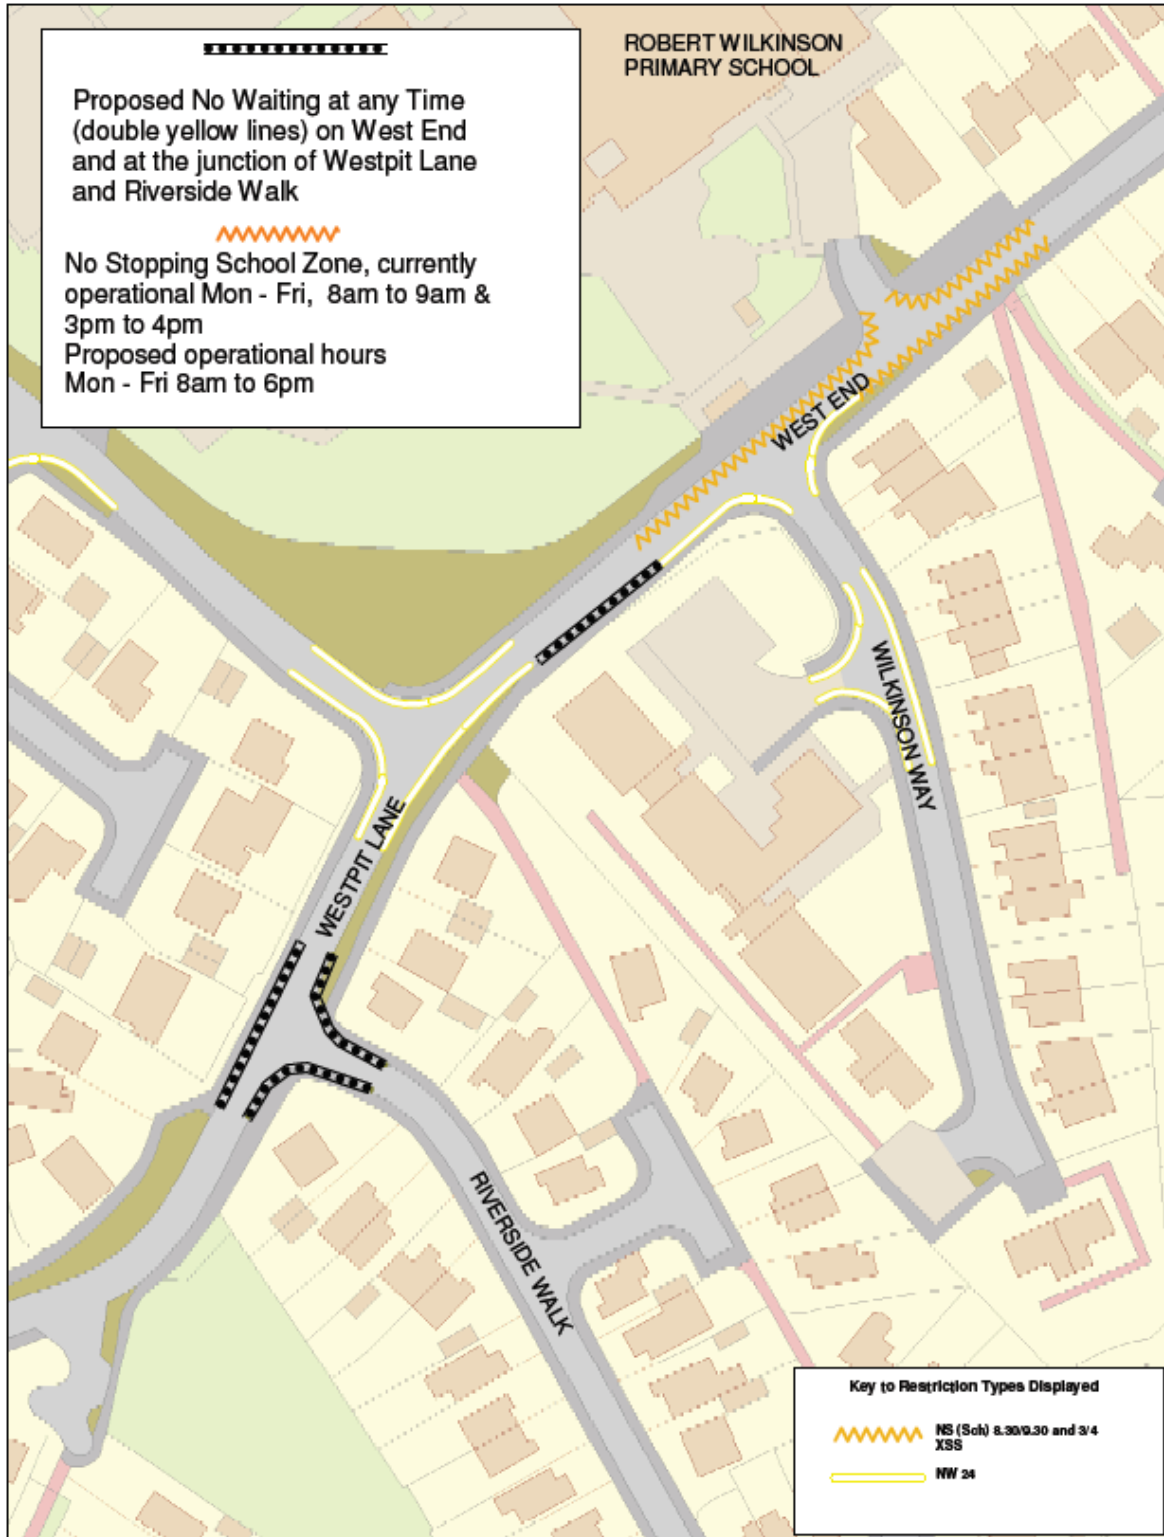 ROBERT WILKINSON
PRIMARY SCHOOL
Proposed No Waiting at any Time
(double yellow lines) on West End
and at the junction of Westpit Lane
and Riverside Walk
No Stopping School Zone, currently
operational Mon - Fri, 8am to 9am &
3pm to 4pm
Proposed operational hours
Mon - Fri 8am to 6pm
WEST END
WILKINSON WAY
WESTPIT LANE
RIVERSIDE WALK
Key to Restriction Types Displayed
NS (Sch) 8.30/9.30 and 3/4
XSS
NW 24